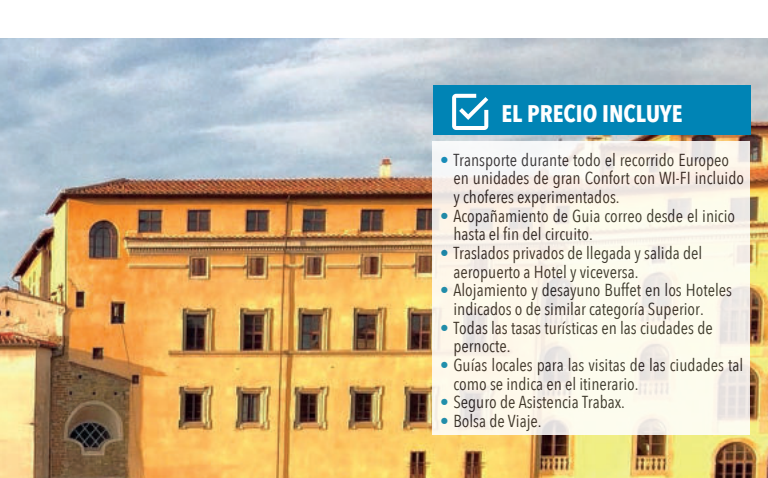 EL PRECIO INCLUYE
• Transporte durante todo el recorrido Europeo
en unidades de gran Confort con WI-FI incluido
y choferes experimentados.
• Acopañamiento de Guia correo desde el inicio
hasta el fin del circuito.
• Traslados privados de llegada y salida del
aeropuerto a Hotel y viceversa.
• Alojamiento y desayuno Buffet en los Hoteles
indicados o de similar categoría Superior.
• Todas las tasas turísticas en las ciudades de
pernocte.
• Guías locales para las visitas de las ciudades tal
como se indica en el itinerario.
• Seguro de Asistencia Trabax.
• Bolsa de Viaje.